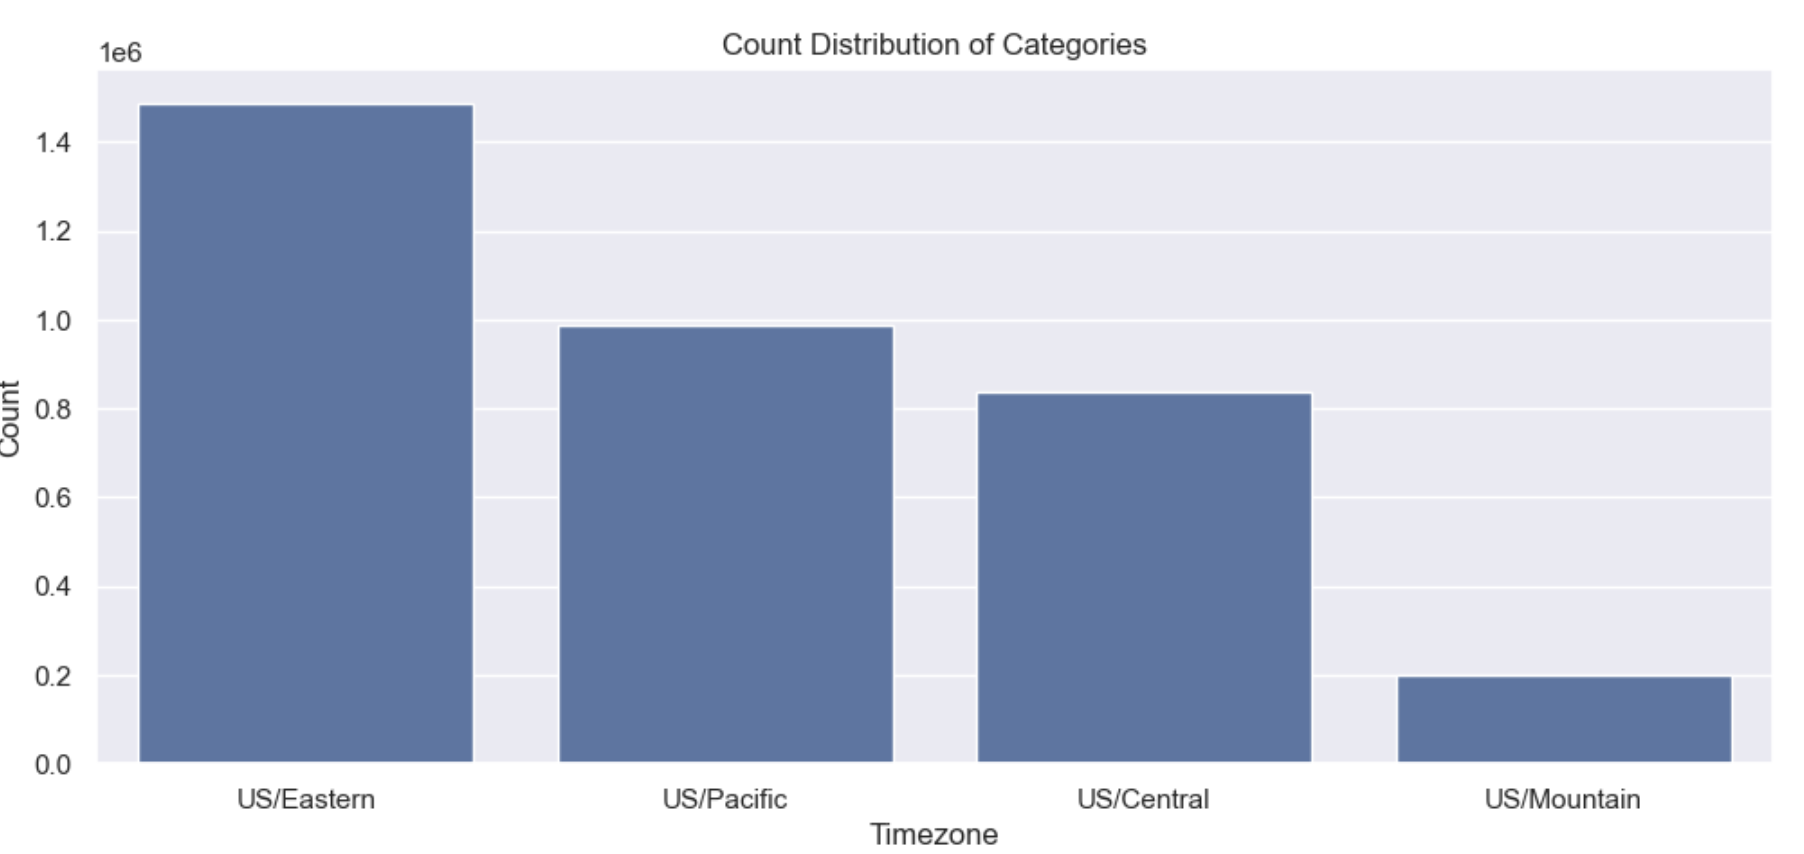 Count Distribution of Categories
1e6
1.4
1.2
1.0
0.8
0.6
0.4
0.2
0.0
Count
US/Eastern US/Pacific US/Central US/Mountain
Timezone